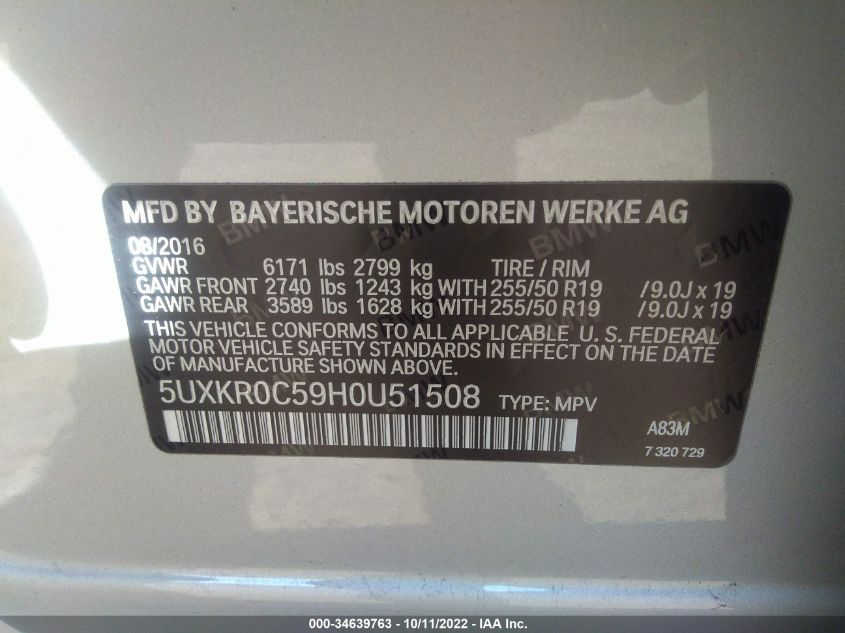 MFD BY BAYERISCHE MOTOREN WERKE AG
08/2016
GVWR 6171 lbs 2799 kg TIRE / RIM
GAWR FRONT 2740 lbs 1243 kg WITH 255/50 R19 /9.0J x 19
GAWR REAR 3589 lbs 1628 kg WITH 255/50 R19 /9.0J x 19
THIS VEHICLE CONFORMS TO ALL APPLICABLE U. S. FEDERAL
MOTOR VEHICLE SAFETY STANDARDS IN EFFECT ON THE DATE
OF MANUFACTURE SHOWN ABOVE.
5UXKR0C59H0U51508 TYPE: MPV
A83M
7 320 729
000-34639763 - 10/11/2022 - IAA Inc.